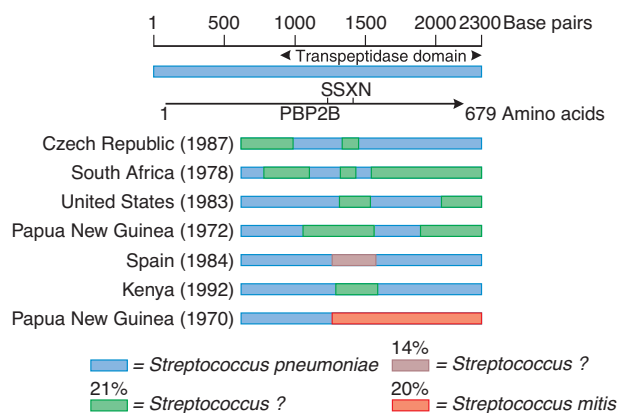 1 500 1000 1500 2000 2300 Base pairs
Transpeptidase domain
SSXN
1 PBP2B 679 Amino acids
Czech Republic (1987)
South Africa (1978)
United States (1983)
Papua New Guinea (1972)
Spain (1984)
Kenya (1992)
Papua New Guinea (1970)
= Streptococcus pneumoniae
14%
= Streptococcus ?
21%
= Streptococcus ?
20%
= Streptococcus mitis